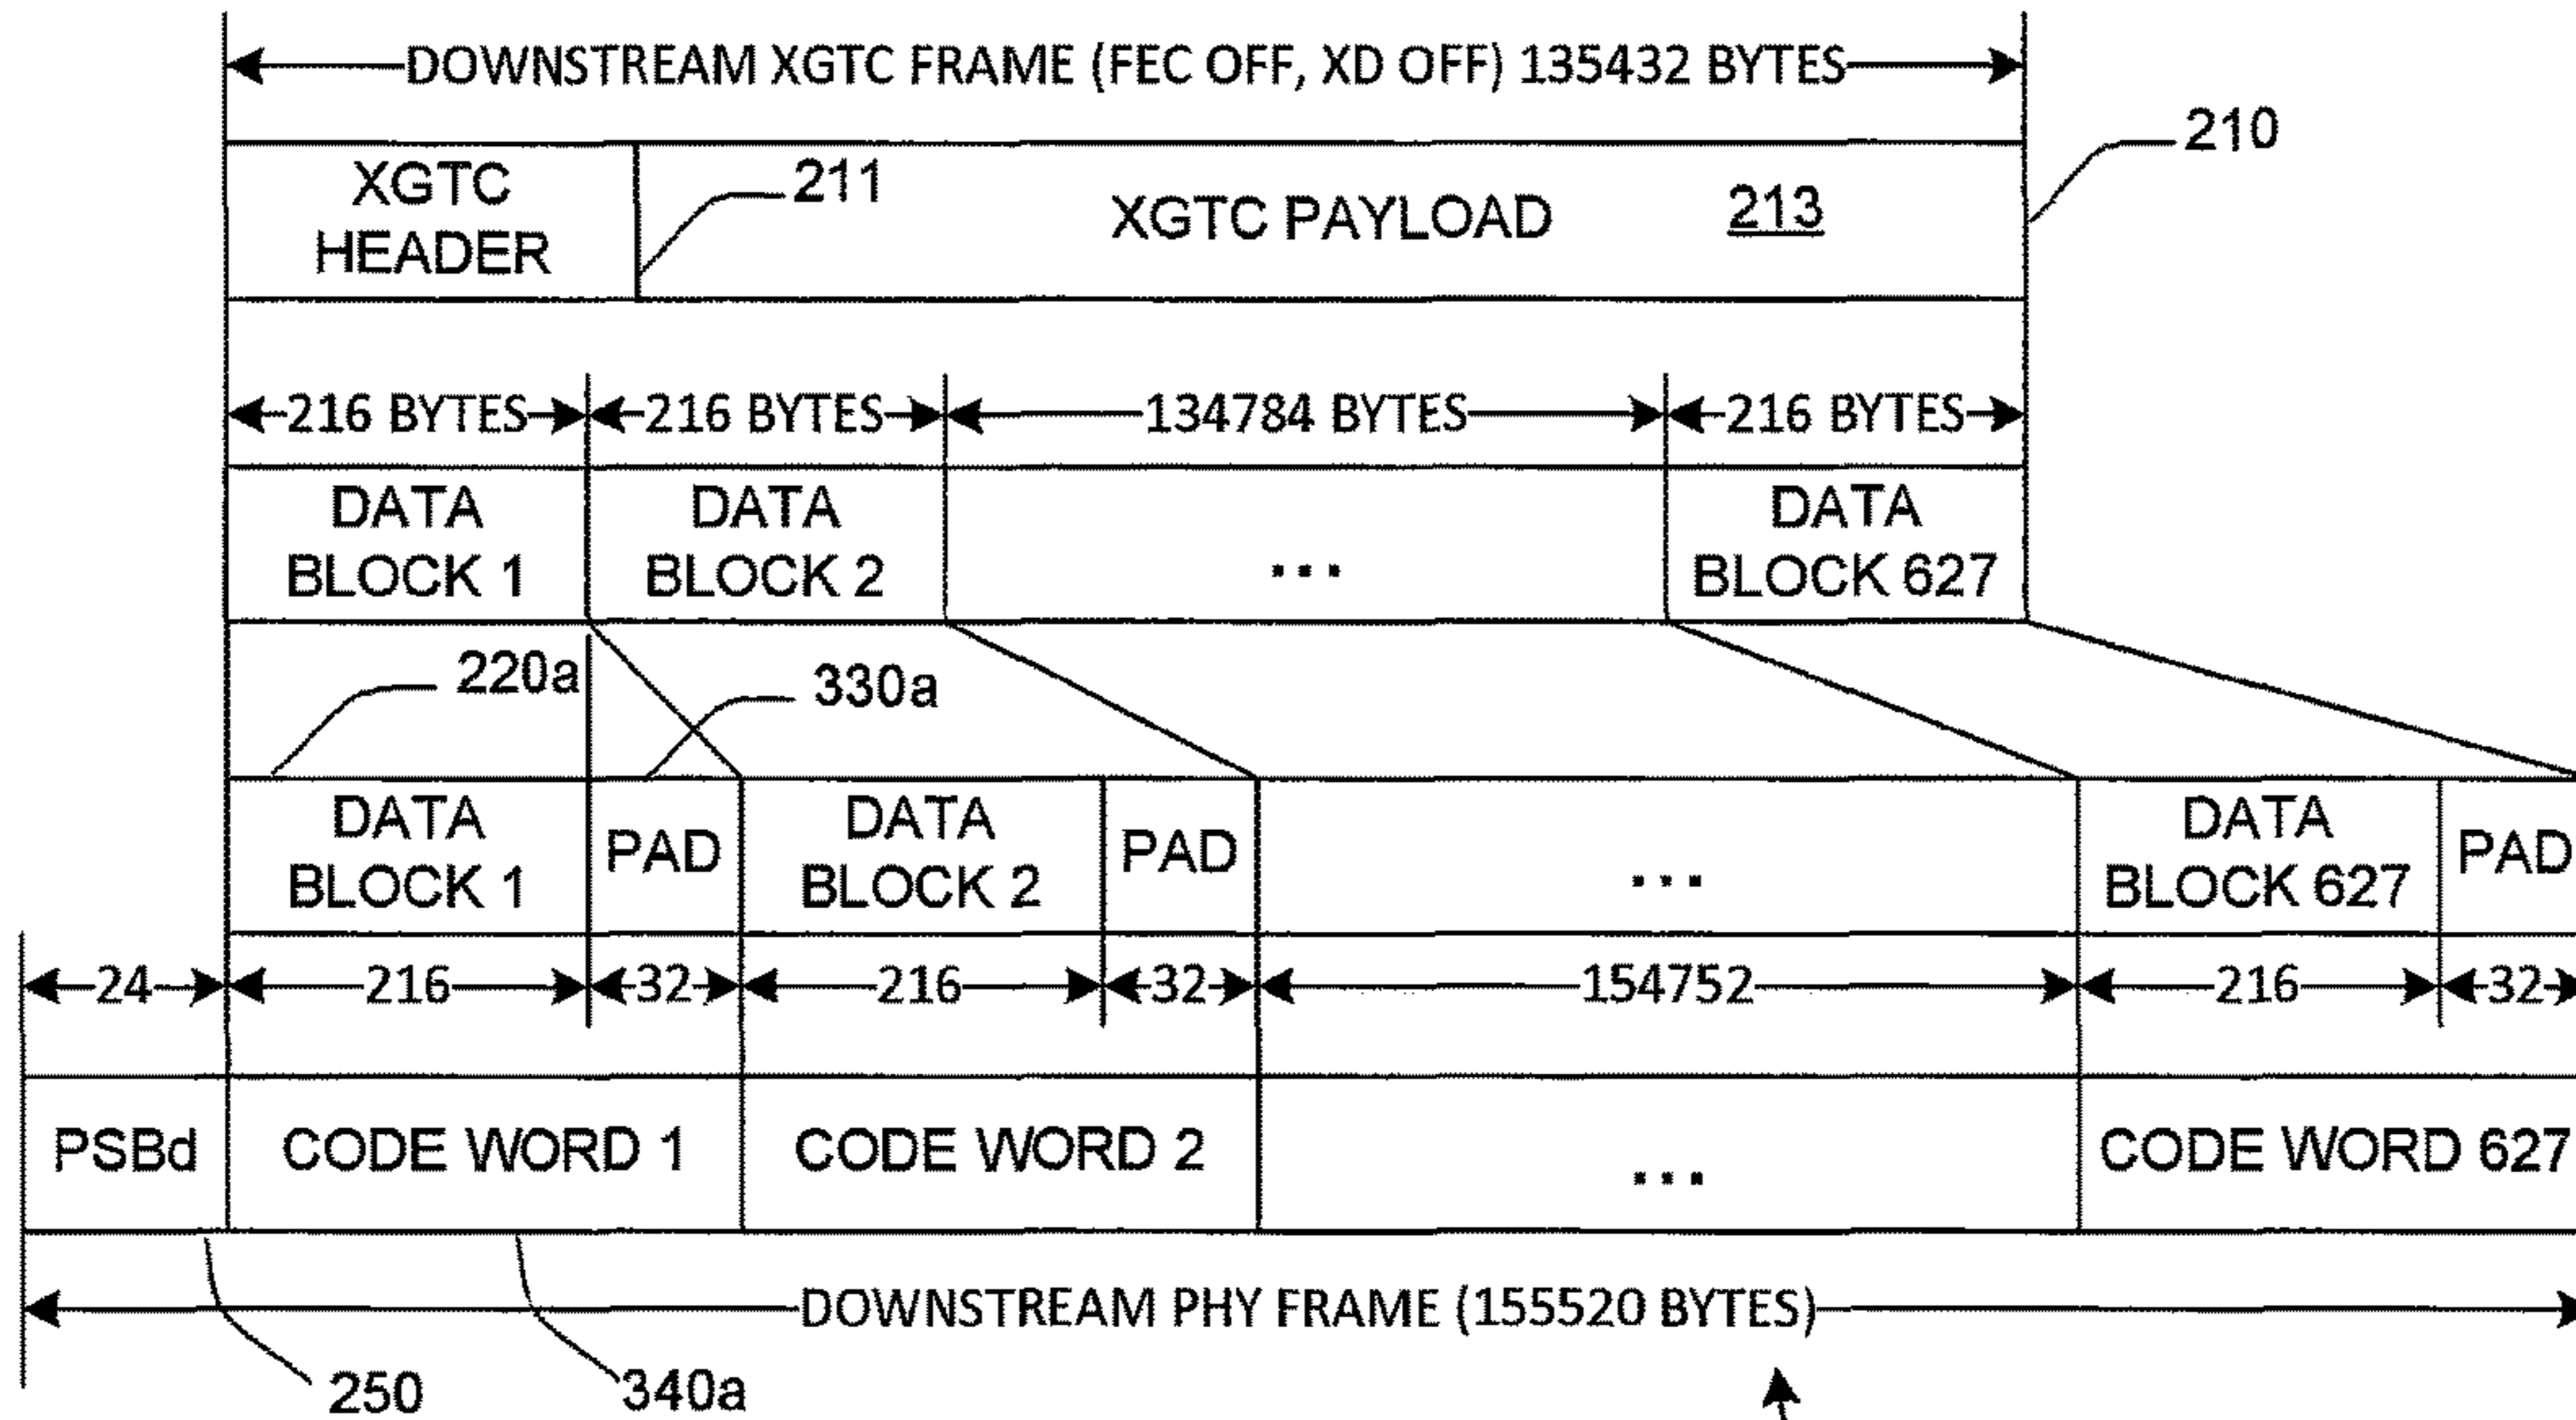 DOWNSTREAM XGTC FRAME (FEC OFF, XD OFF) 135432 BYTES
210
XGTC
HEADER
211
XGTC PAYLOAD 213
216 BYTES 216 BYTES 134784 BYTES 216 BYTES
DATA
BLOCK 1
DATA
BLOCK 2
...
DATA
BLOCK 627
220a 330a
DATA
BLOCK 1
PAD
DATA
BLOCK 2
PAD
...
DATA
BLOCK 627
PAD
24 216 32 216 32 154752 216 32
PSBd CODE WORD 1 CODE WORD 2 ... CODE WORD 627
DOWNSTREAM PHY FRAME (155520 BYTES)
250 340a